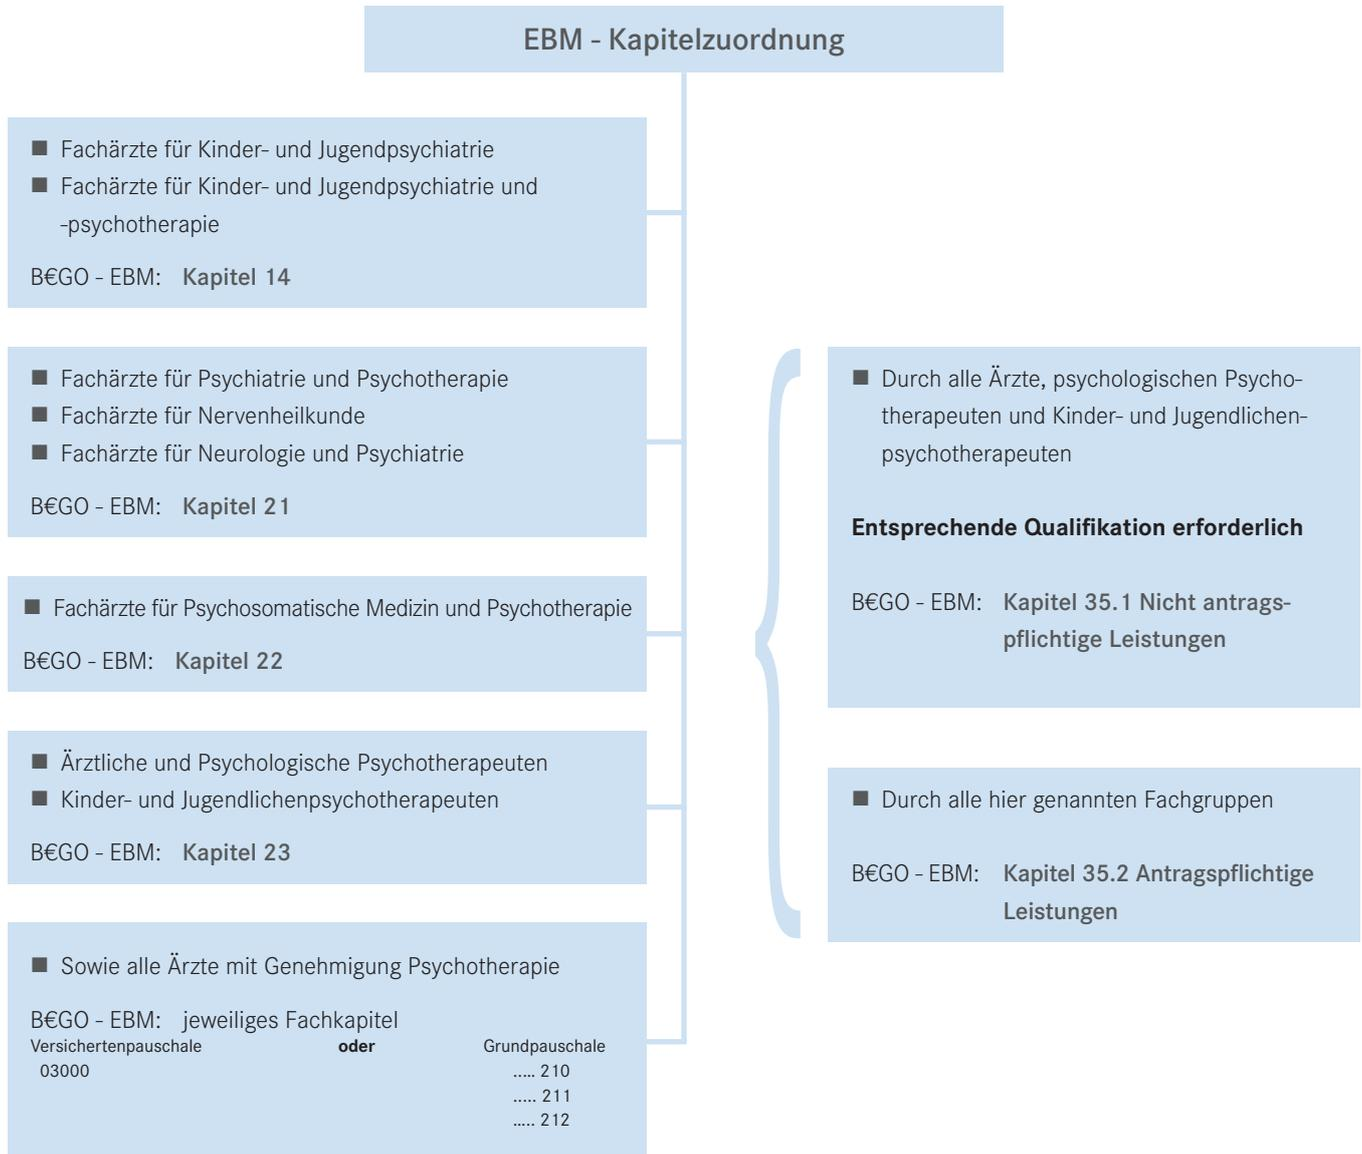 EBM - Kapitelzuordnung
■ Fachärzte für Kinder- und Jugendpsychiatrie
■ Fachärzte für Kinder- und Jugendpsychiatrie und
-psychotherapie
B€GO - EBM: Kapitel 14
■ Fachärzte für Psychiatrie und Psychotherapie
■ Fachärzte für Nervenheilkunde
■ Fachärzte für Neurologie und Psychiatrie
B€GO - EBM: Kapitel 21
■ Fachärzte für Psychosomatische Medizin und Psychotherapie
B€GO - EBM: Kapitel 22
■ Ärztliche und Psychologische Psychotherapeuten
■ Kinder- und Jugendlichenpsychotherapeuten
B€GO - EBM: Kapitel 23
■ Sowie alle Ärzte mit Genehmigung Psychotherapie
B€GO - EBM: jeweiliges Fachkapitel
Versichertenpauschale oder Grundpauschale
03000 ..... 210
..... 211
..... 212
■ Durch alle Ärzte, psychologischen Psycho-
therapeuten und Kinder- und Jugendlichen-
psychotherapeuten
Entsprechende Qualifikation erforderlich
B€GO - EBM: Kapitel 35.1 Nicht antrags-
pflichtige Leistungen
■ Durch alle hier genannten Fachgruppen
B€GO - EBM: Kapitel 35.2 Antragspflichtige
Leistungen